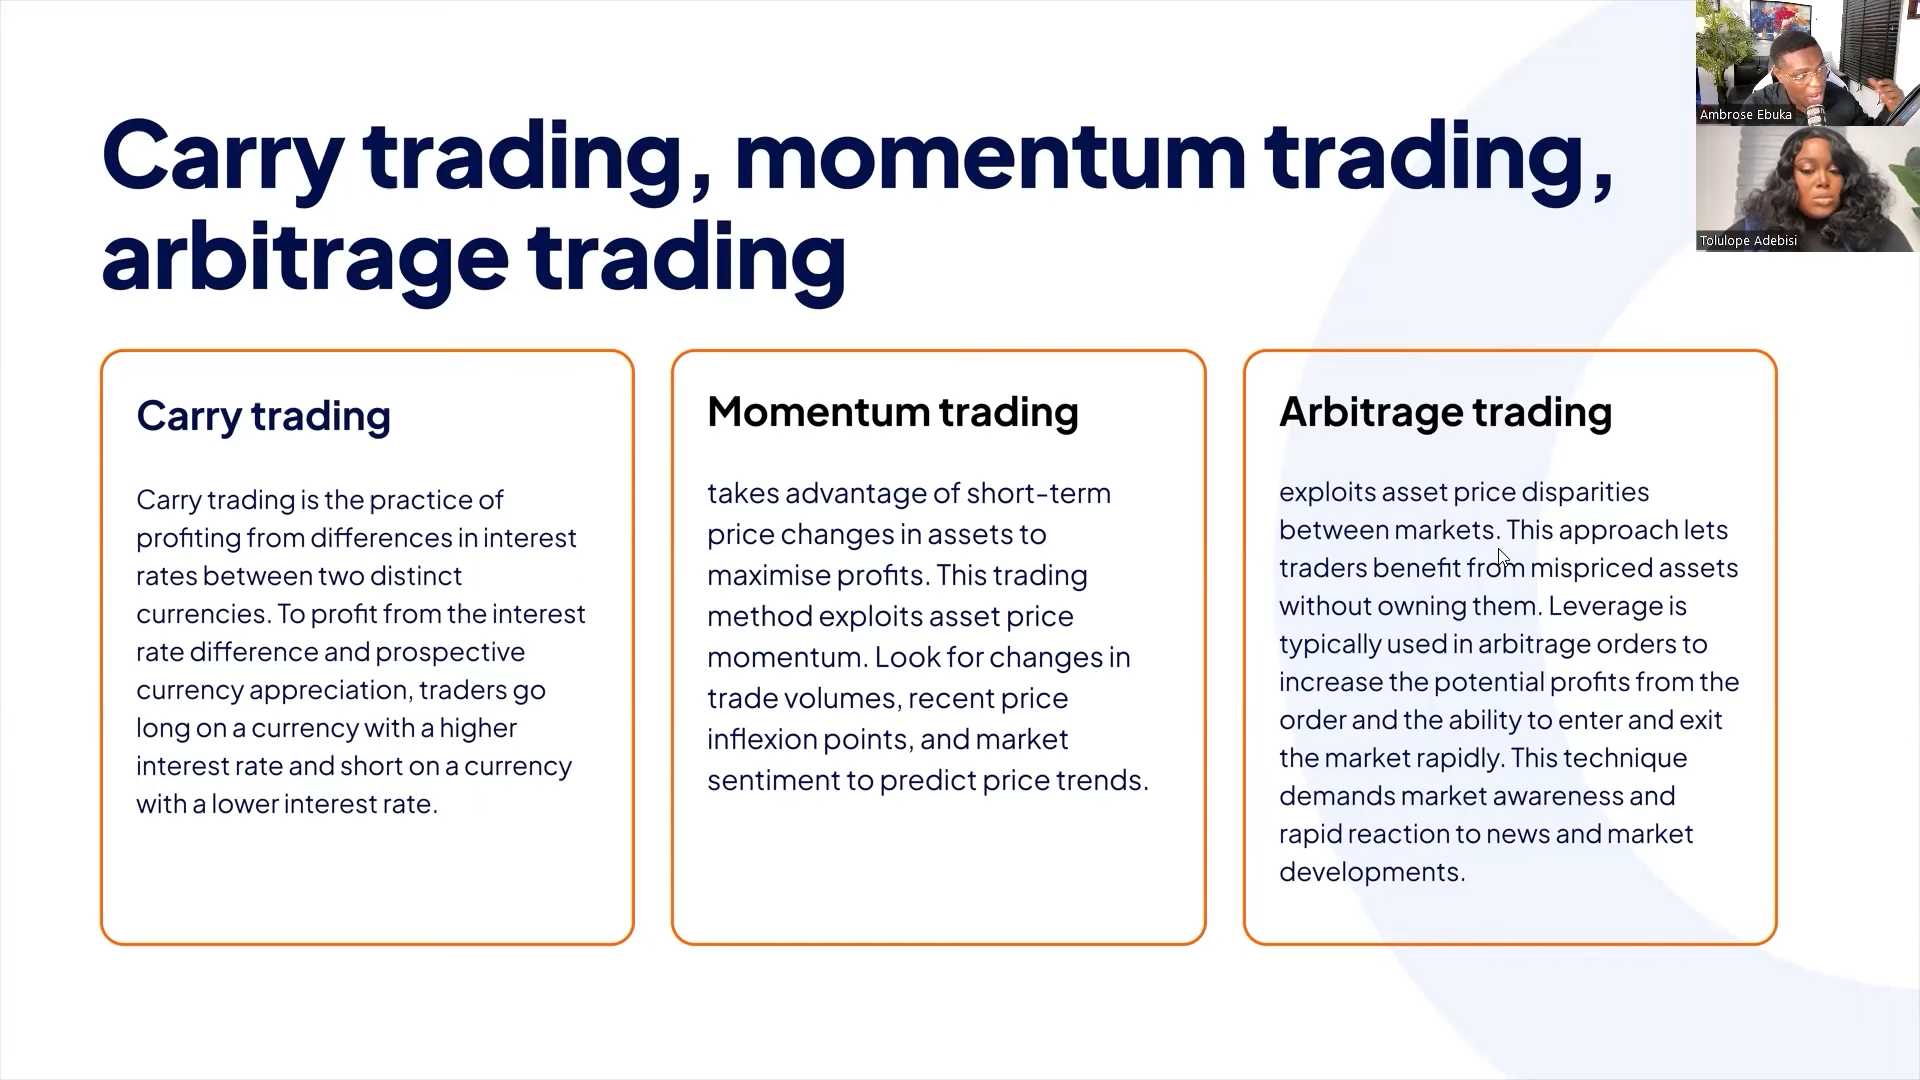 Carry trading, momentum trading,
arbitrage trading
Carry trading
Carry trading is the practice of
profiting from differences in interest
rates between two distinct
currencies. To profit from the interest
rate difference and prospective
currency appreciation, traders go
long on a currency with a higher
interest rate and short on a currency
with a lower interest rate.
Momentum trading
takes advantage of short-term
price changes in assets to
maximise profits. This trading
method exploits asset price
momentum. Look for changes in
trade volumes, recent price
inflexion points, and market
sentiment to predict price trends.
Arbitrage trading
exploits asset price disparities
between markets. This approach lets
traders benefit from mispriced assets
without owning them. Leverage is
typically used in arbitrage orders to
increase the potential profits from the
order and the ability to enter and exit
the market rapidly. This technique
demands market awareness and
rapid reaction to news and market
developments.
Ambrose Ebuka
Tolulope Adebisi